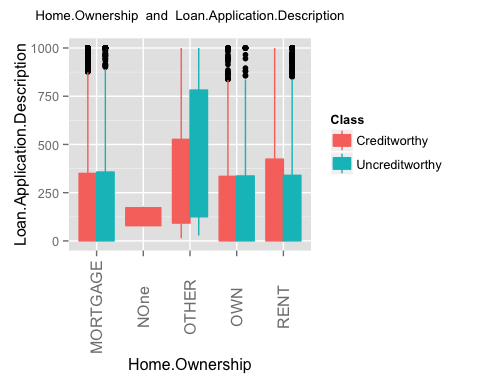 Home.Ownership and Loan.Application.Description
Loan.Application.Description
1000
750
500
250
0
MORTGAGE
NOne
OTHER
OWN
RENT
Home.Ownership
Class
Creditworthy
Uncreditworthy